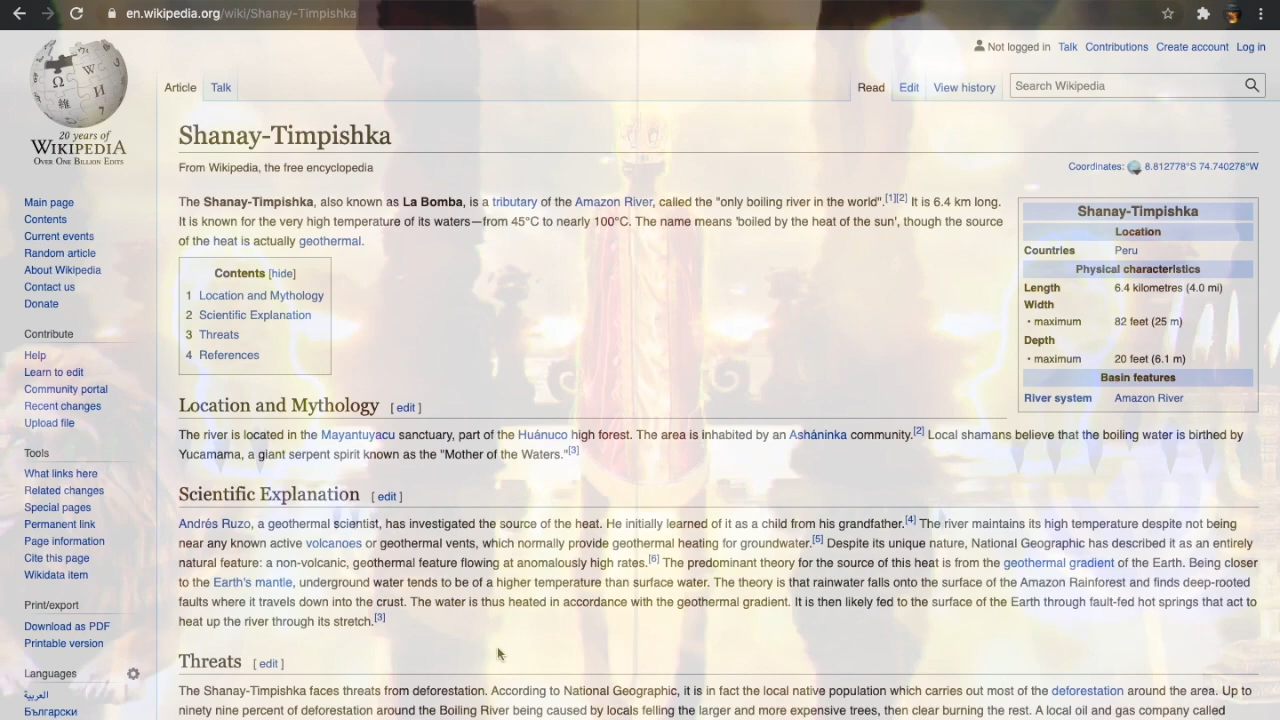 en.wikipedia.org/wiki/Shanay-Timpishka
Not logged in Talk Contributions Create account Log in
Article Talk Read Edit View history Search Wikipedia
20 years of
WIKIPEDIA
OVER ONE BILLION EDITS
Main page
Contents
Current events
Random article
About Wikipedia
Contact us
Donate
Contribute
Help
Learn to edit
Community portal
Recent changes
Upload file
Tools
What links here
Related changes
Special pages
Permanent link
Page information
Cite this page
Wikidata item
Print/export
Download as PDF
Printable version
Languages
العربية
Български
Shanay-Timpishka
From Wikipedia, the free encyclopedia
Coordinates: 8.812778°S 74.740278°W
The Shanay-Timpishka, also known as La Bomba, is a tributary of the Amazon River, called the "only boiling river in the world".[1][2] It is 6.4 km long.
It is known for the very high temperature of its waters—from 45°C to nearly 100°C. The name means 'boiled by the heat of the sun', though the source
of the heat is actually geothermal.
Shanay-Timpishka
Location
Countries Peru
Physical characteristics
Length 6.4 kilometres (4.0 mi)
Width
• maximum 82 feet (25 m)
Depth
• maximum 20 feet (6.1 m)
Basin features
River system Amazon River
Contents [hide]
1 Location and Mythology
2 Scientific Explanation
3 Threats
4 References
Location and Mythology [ edit ]
The river is located in the Mayantuyacu sanctuary, part of the Huánuco high forest. The area is inhabited by an Asháninka community.[2] Local shamans believe that the boiling water is birthed by
Yucamama, a giant serpent spirit known as the "Mother of the Waters."[3]
Scientific Explanation [ edit ]
Andrés Ruzo, a geothermal scientist, has investigated the source of the heat. He initially learned of it as a child from his grandfather.[4] The river maintains its high temperature despite not being
near any known active volcanoes or geothermal vents, which normally provide geothermal heating for groundwater.[5] Despite its unique nature, National Geographic has described it as an entirely
natural feature: a non-volcanic, geothermal feature flowing at anomalously high rates.[6] The predominant theory for the source of this heat is from the geothermal gradient of the Earth. Being closer
to the Earth's mantle, underground water tends to be of a higher temperature than surface water. The theory is that rainwater falls onto the surface of the Amazon Rainforest and finds deep-rooted
faults where it travels down into the crust. The water is thus heated in accordance with the geothermal gradient. It is then likely fed to the surface of the Earth through fault-fed hot springs that act to
heat up the river through its stretch.[3]
Threats [ edit ]
The Shanay-Timpishka faces threats from deforestation. According to National Geographic, it is in fact the local native population which carries out most of the deforestation around the area. Up to
ninety nine percent of deforestation around the Boiling River being caused by locals felling the larger and more expensive trees, then clear burning the rest. A local oil and gas company called